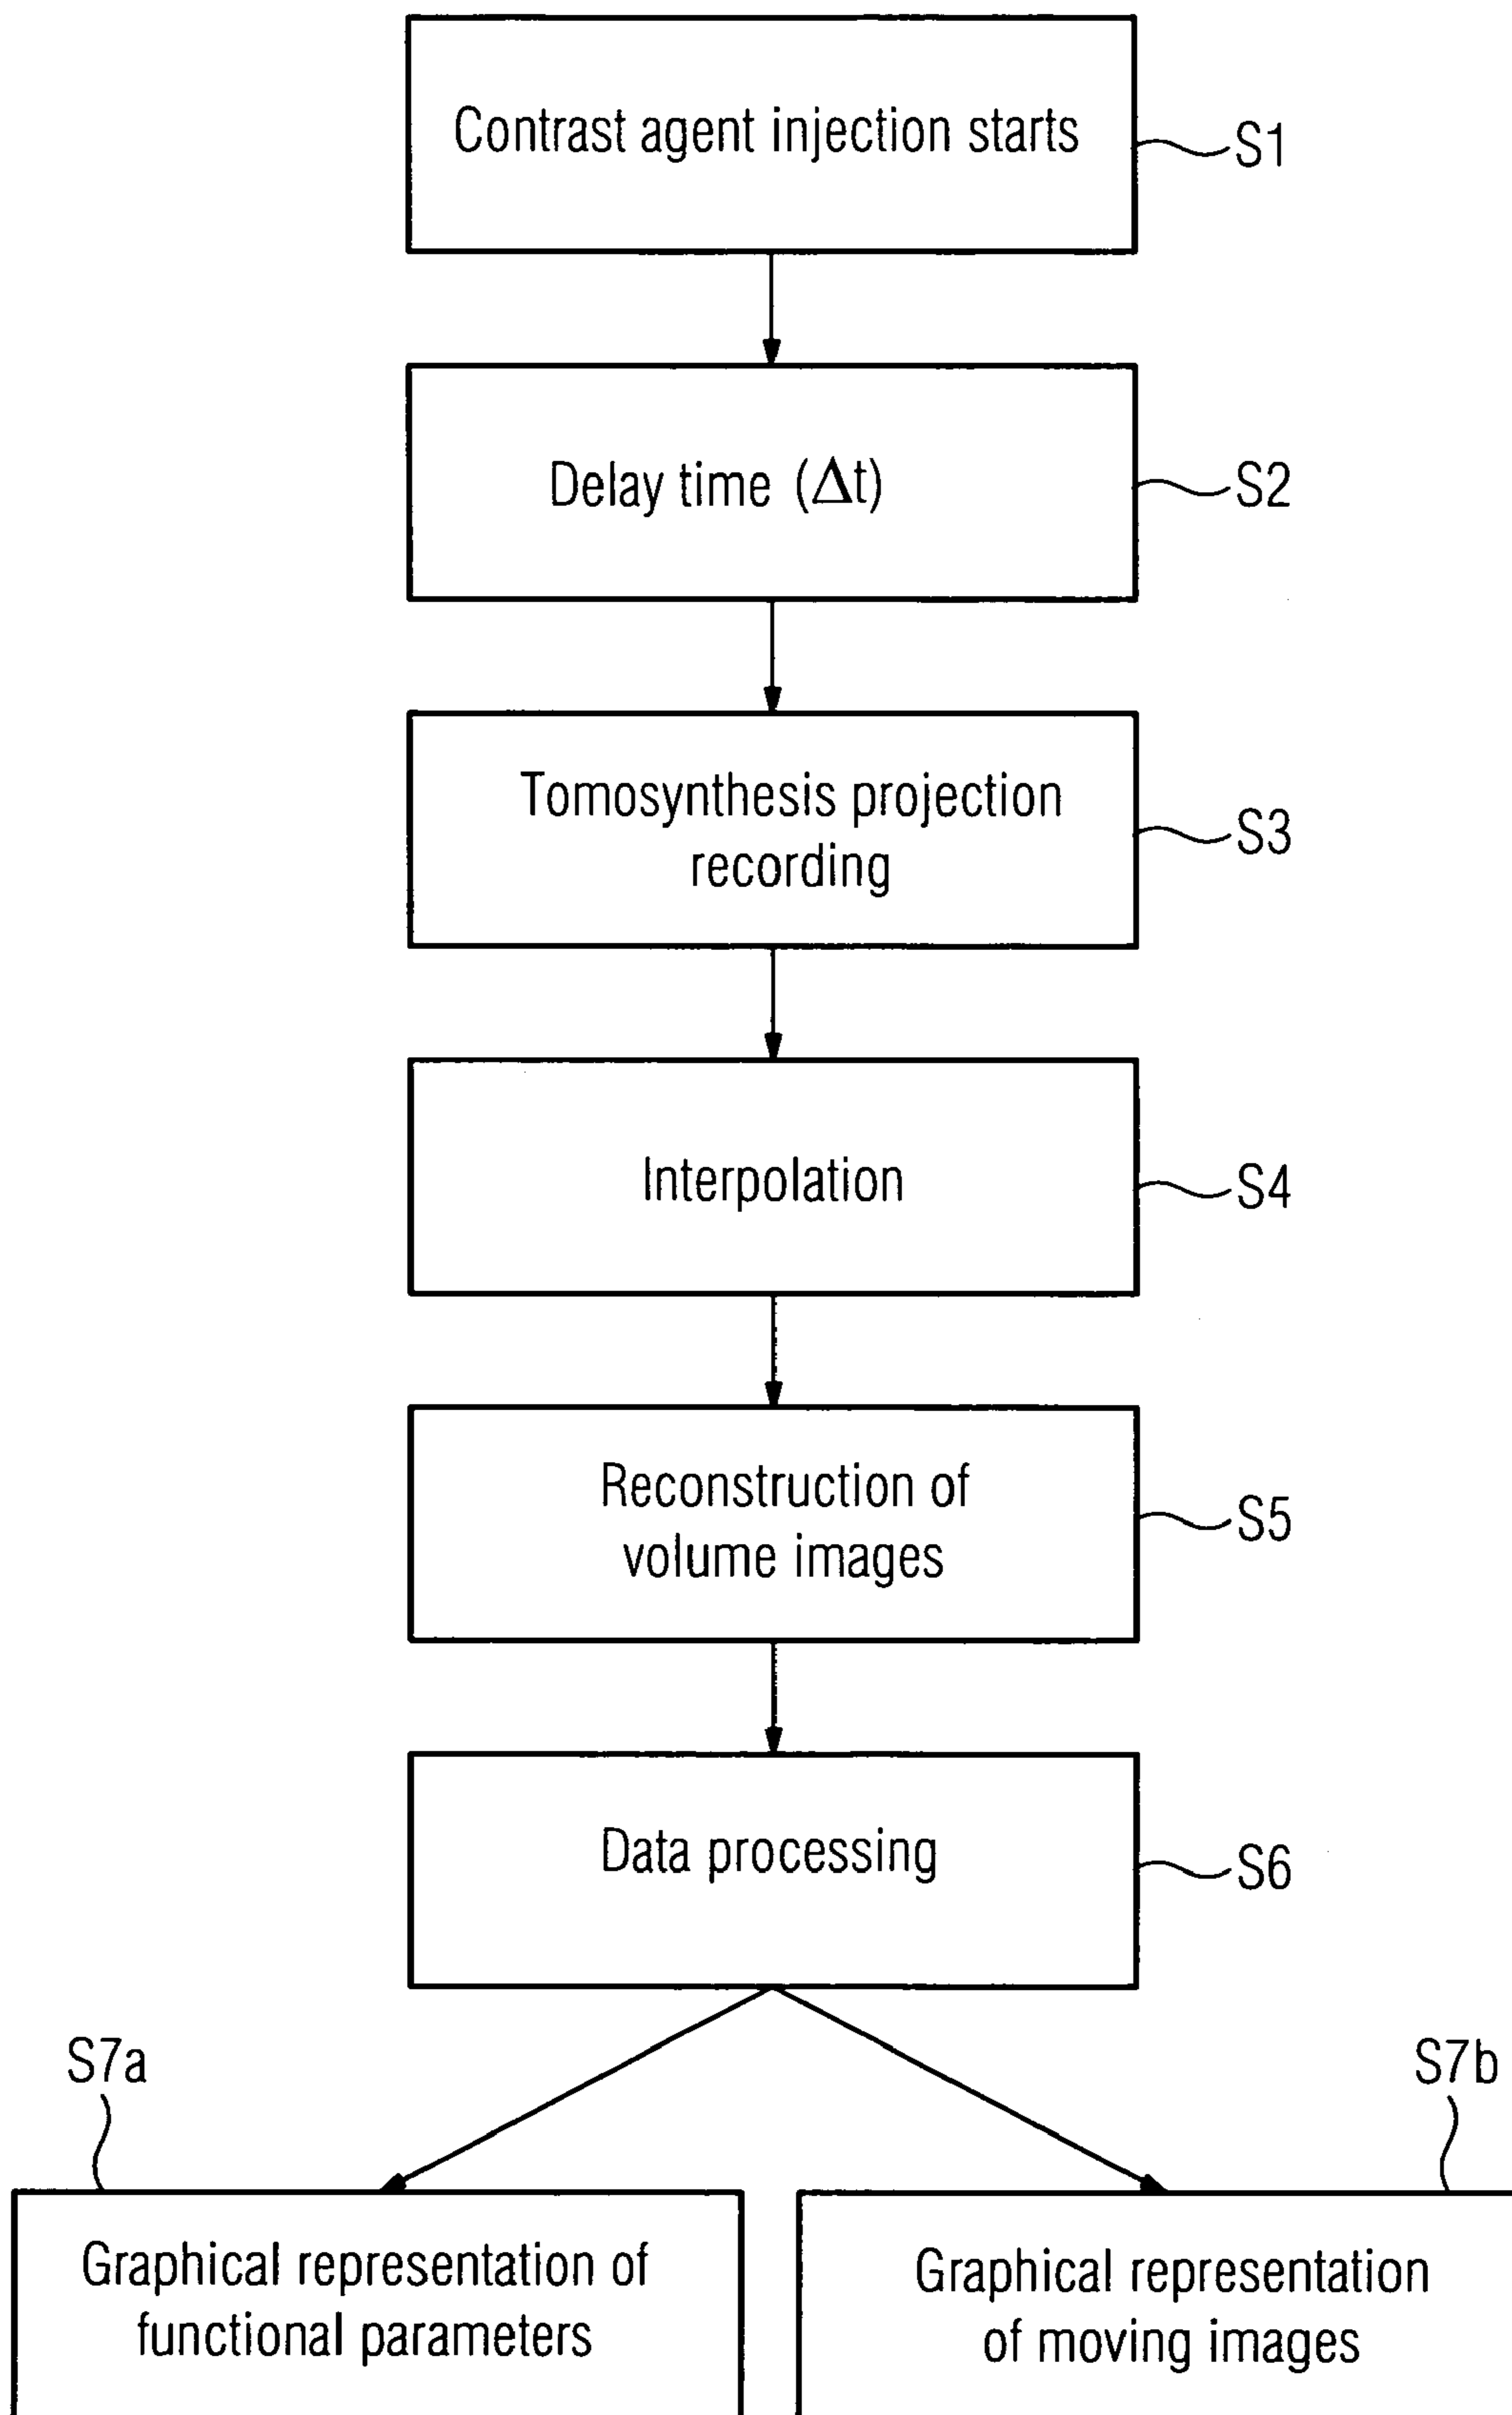 Contrast agent injection starts
S1
Delay time (Δt)
S2
Tomosynthesis projection
recording
S3
Interpolation
S4
Reconstruction of
volume images
S5
Data processing
S6
S7a
S7b
Graphical representation of
functional parameters
Graphical representation
of moving images